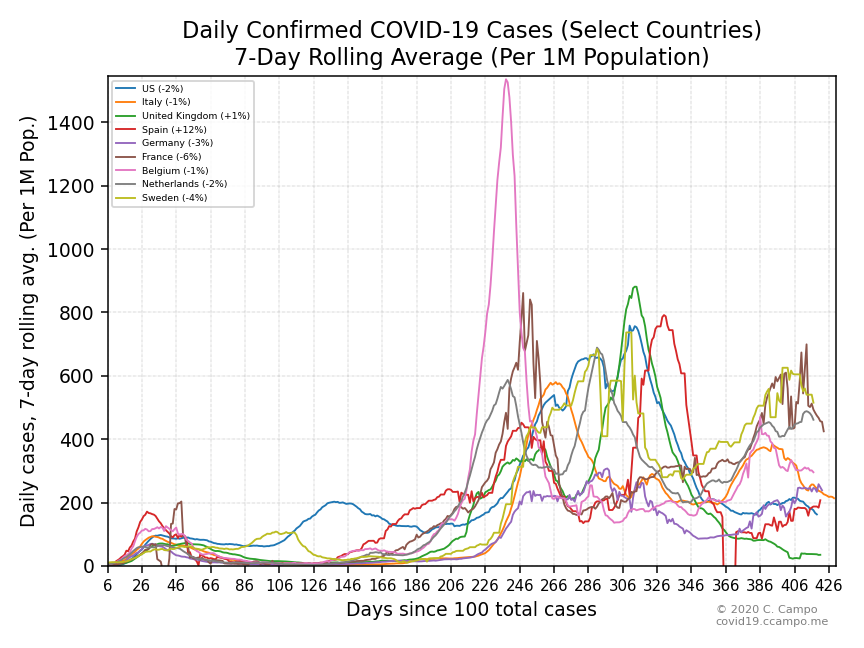 Daily Confirmed COVID-19 Cases (Select Countries)
7-Day Rolling Average (Per 1M Population)
Daily cases, 7-day rolling avg. (Per 1M Pop.)
1400
1200
1000
800
600
400
200
0
US (-2%)
Italy (-1%)
United Kingdom (+1%)
Spain (+12%)
Germany (-3%)
France (-6%)
Belgium (-1%)
Netherlands (-2%)
Sweden (-4%)
6 26 46 66 86 106 126 146 166 186 206 226 246 266 286 306 326 346 366 386 406 426
Days since 100 total cases
© 2020 C. Campo
covid19.ccampo.me